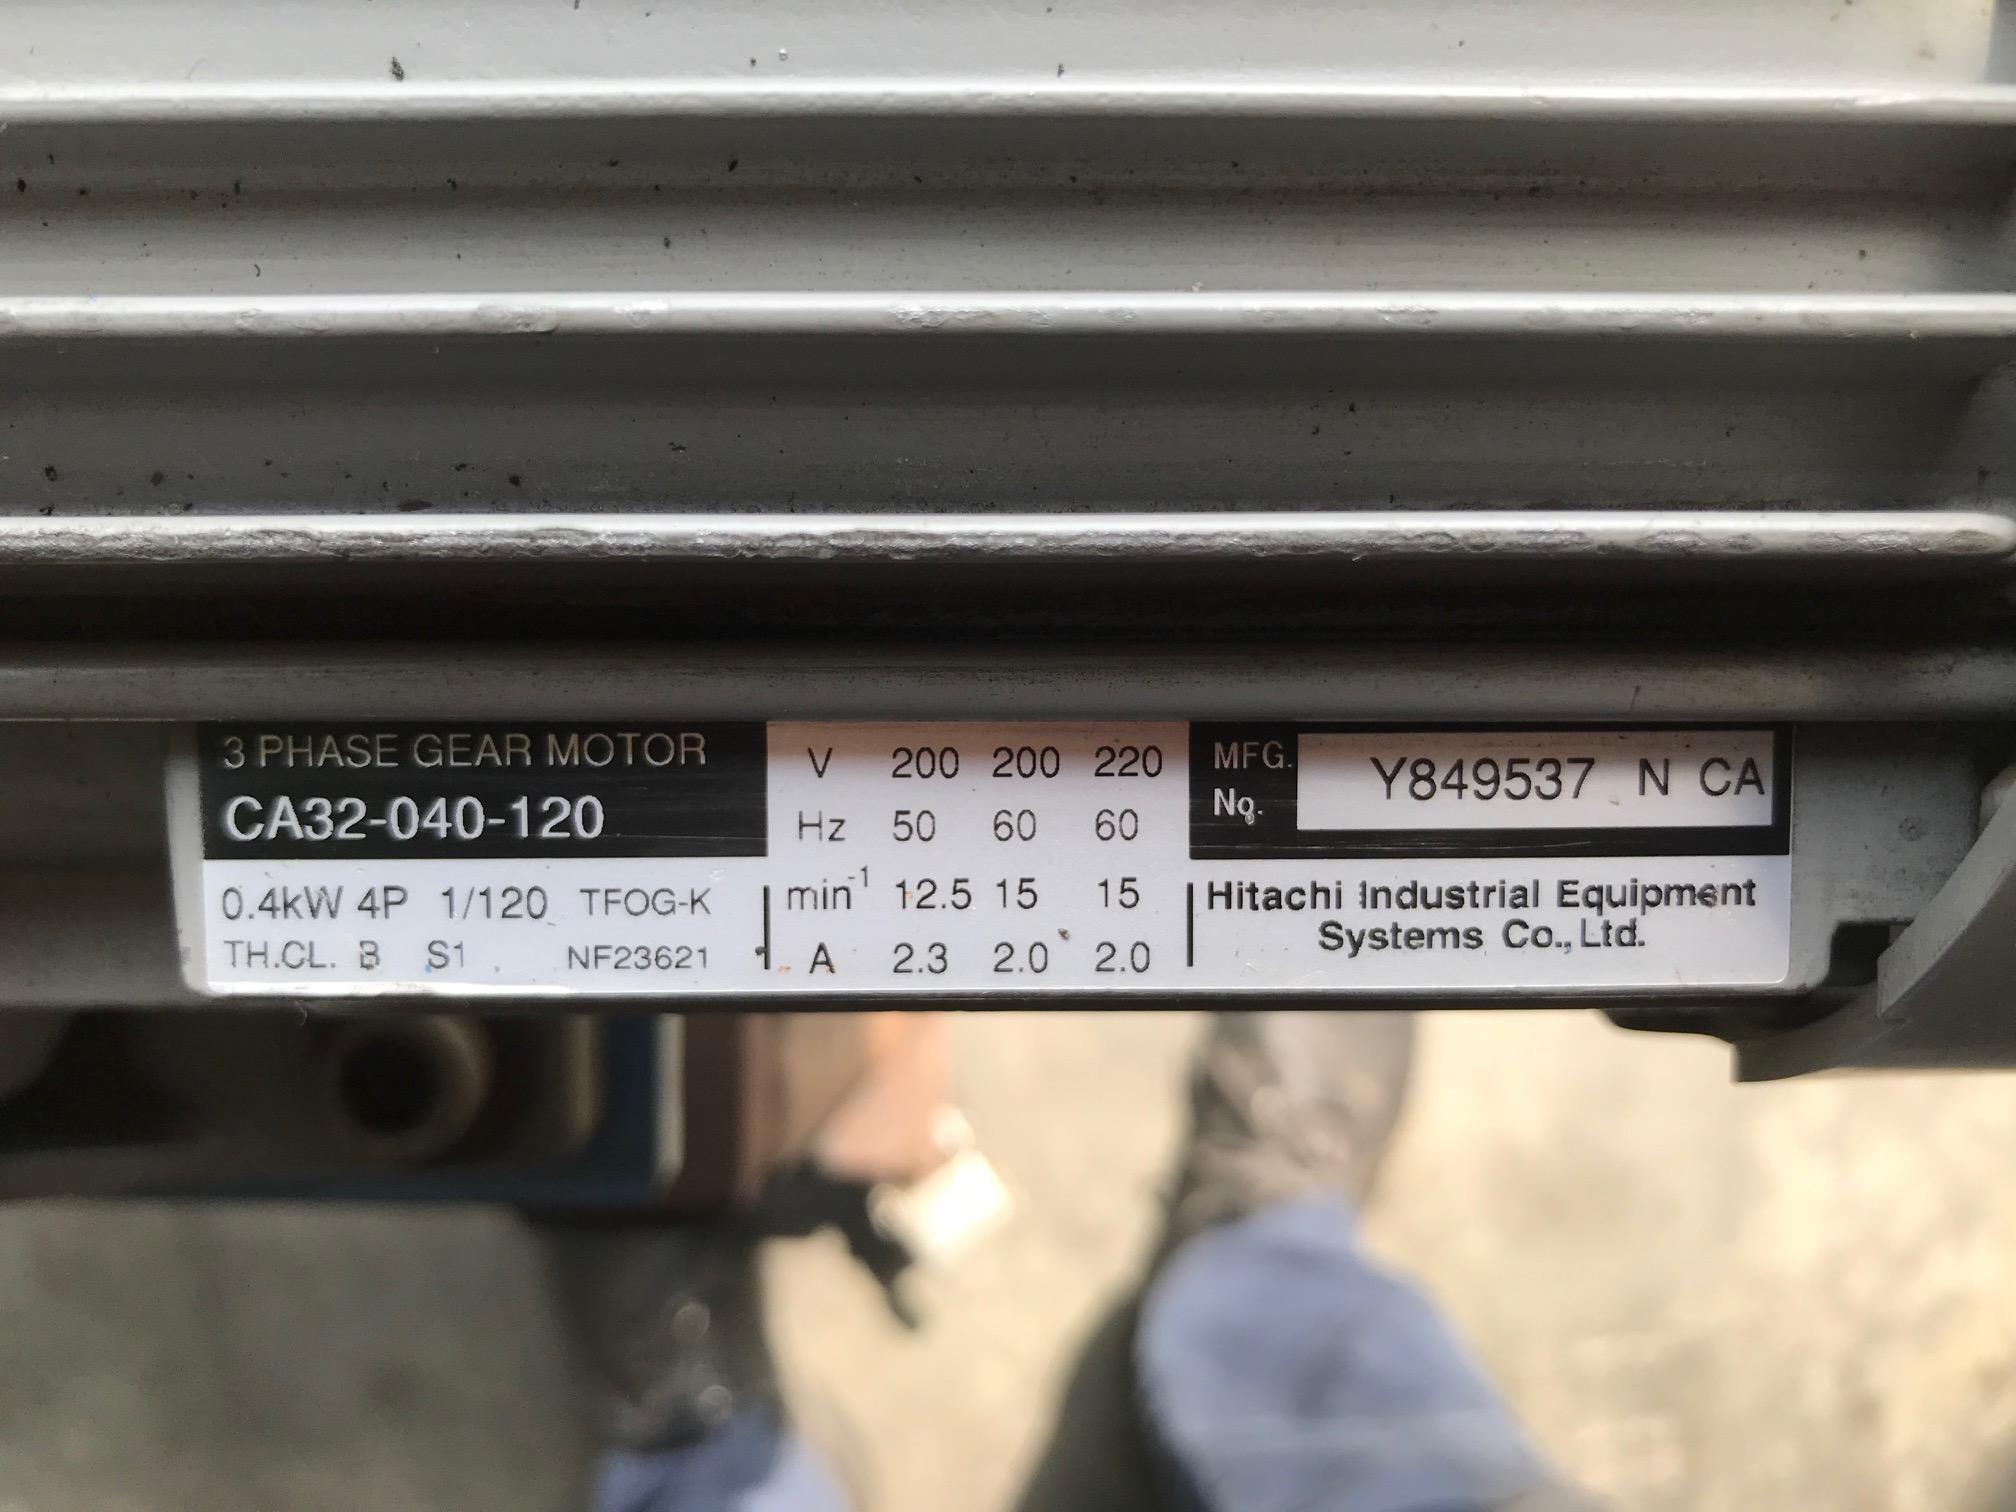 3 PHASE GEAR MOTOR
CA32-040-120
0.4kW 4P 1/120 TFOG-K
TH.CL. B S1 NF23621
V 200 200 220
Hz 50 60 60
min⁻¹ 12.5 15 15
A 2.3 2.0 2.0
MFG. No. Y849537 N CA
Hitachi Industrial Equipment
Systems Co., Ltd.